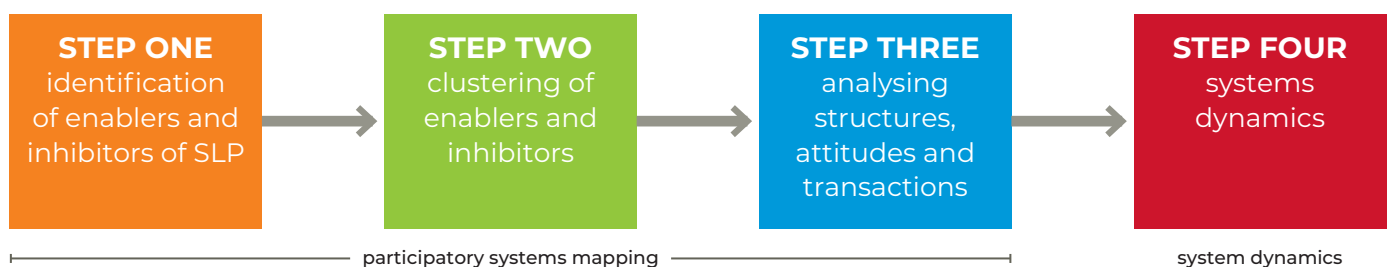 STEP ONE
identification
of enablers and
inhibitors of SLP
STEP TWO
clustering of
enablers and
inhibitors
STEP THREE
analysing
structures,
attitudes and
transactions
STEP FOUR
systems
dynamics
participatory systems mapping
system dynamics